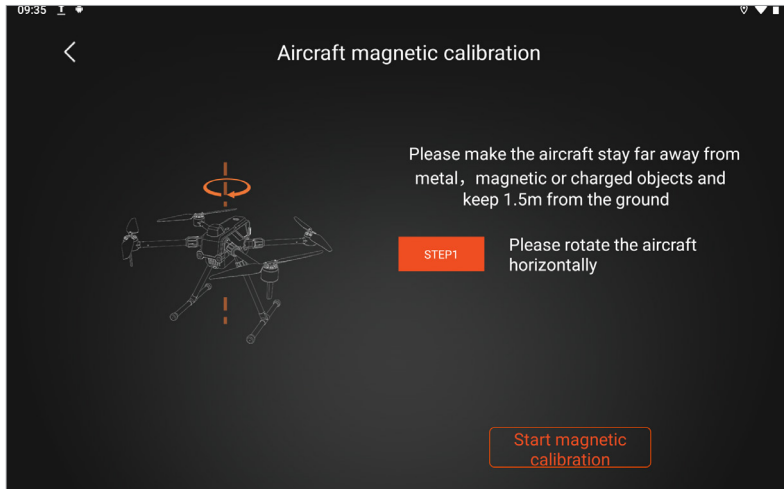 09:35
Aircraft magnetic calibration
Please make the aircraft stay far away from
metal，magnetic or charged objects and
keep 1.5m from the ground
STEP1
Please rotate the aircraft
horizontally
Start magnetic
calibration